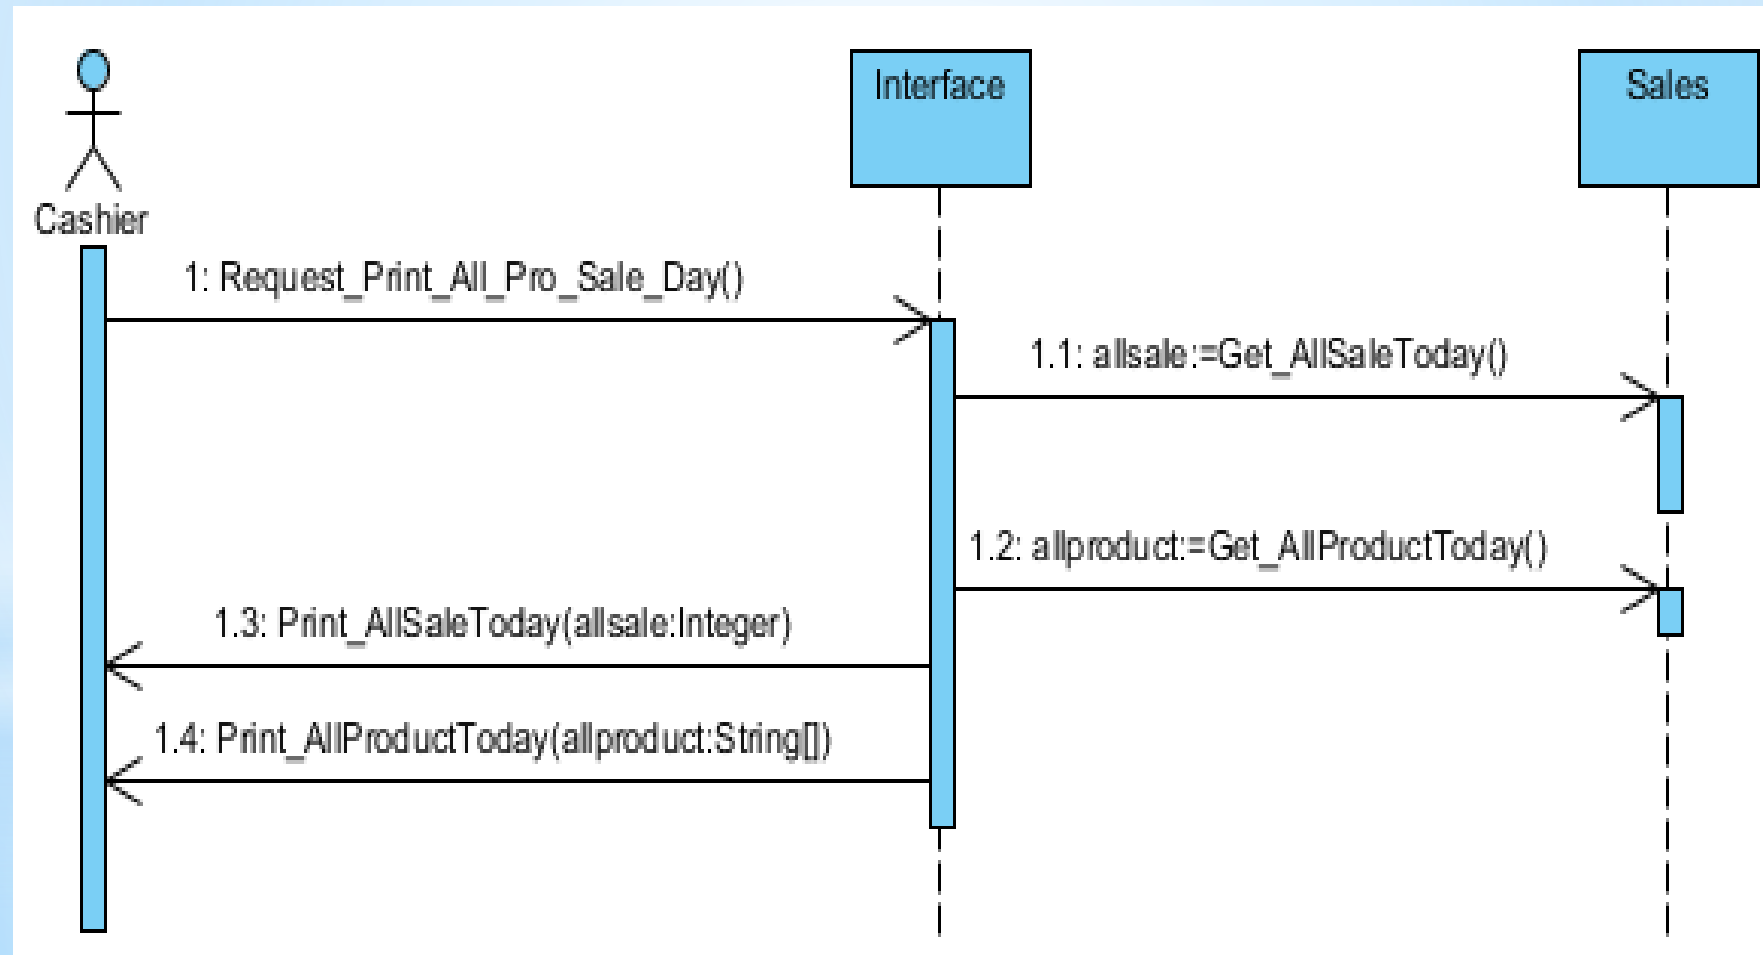 Interface
Sales
Cashier
1: Request_Print_All_Pro_Sale_Day()
1.1: allsale:=Get_AllSaleToday()
1.2: allproduct:=Get_AllProductToday()
1.3: Print_AllSaleToday(allsale:Integer)
1.4: Print_AllProductToday(allproduct:String[])